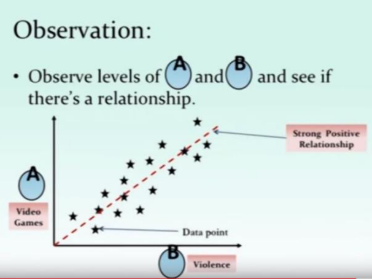 Observation:
• Observe levels of A and B and see if
there's a relationship.
Strong Positive
Relationship
A
Video
Games
Data point
B
Violence